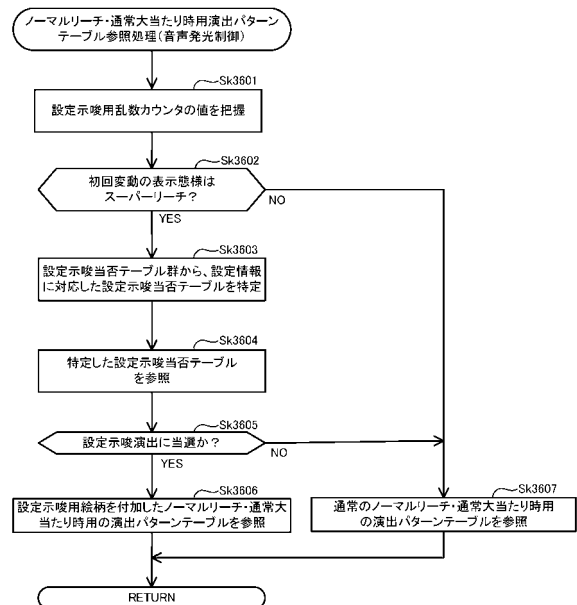 ノーマルリーチ・通常大当たり時用演出パターン
テーブル参照処理(音声発光制御)
Sk3601
設定示唆用乱数カウンタの値を把握
Sk3602
初回変動の表示態様は
スーパーリーチ?
NO
YES
Sk3603
設定示唆当否テーブル群から、設定情報
に対応した設定示唆当否テーブルを特定
Sk3604
特定した設定示唆当否テーブル
を参照
Sk3605
設定示唆演出に当選か?
NO
YES
Sk3606
設定示唆用絵柄を付加したノーマルリーチ・通常大
当たり時用の演出パターンテーブルを参照
Sk3607
通常のノーマルリーチ・通常大当たり時用
の演出パターンテーブルを参照
RETURN